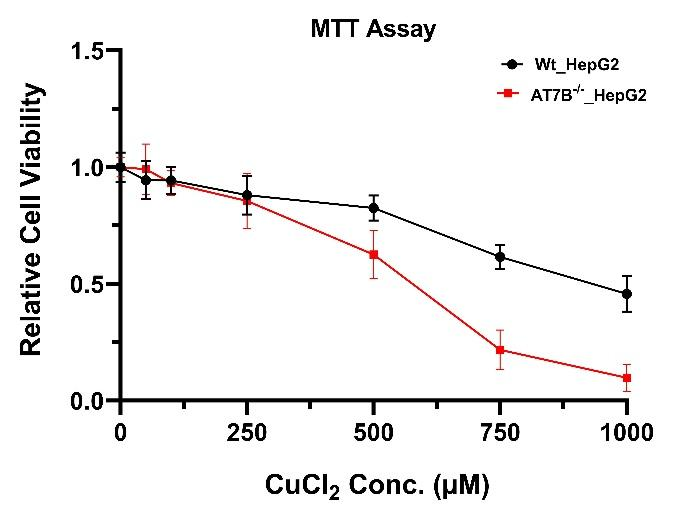 MTT Assay
Wt_HepG2
AT7B⁻/⁻_HepG2
Relative Cell Viability
1.5
1.0
0.5
0.0
0 250 500 750 1000
CuCl₂ Conc. (µM)